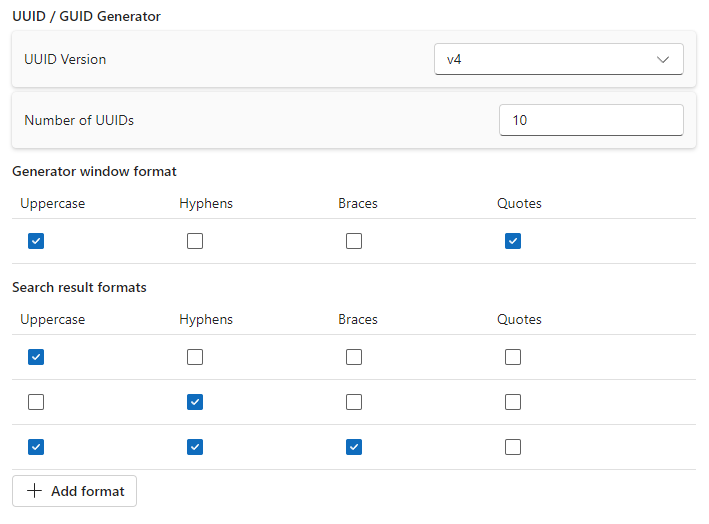 UUID / GUID Generator
UUID Version v4
Number of UUIDs 10
Generator window format
Uppercase Hyphens Braces Quotes
Search result formats
Uppercase Hyphens Braces Quotes
Add format